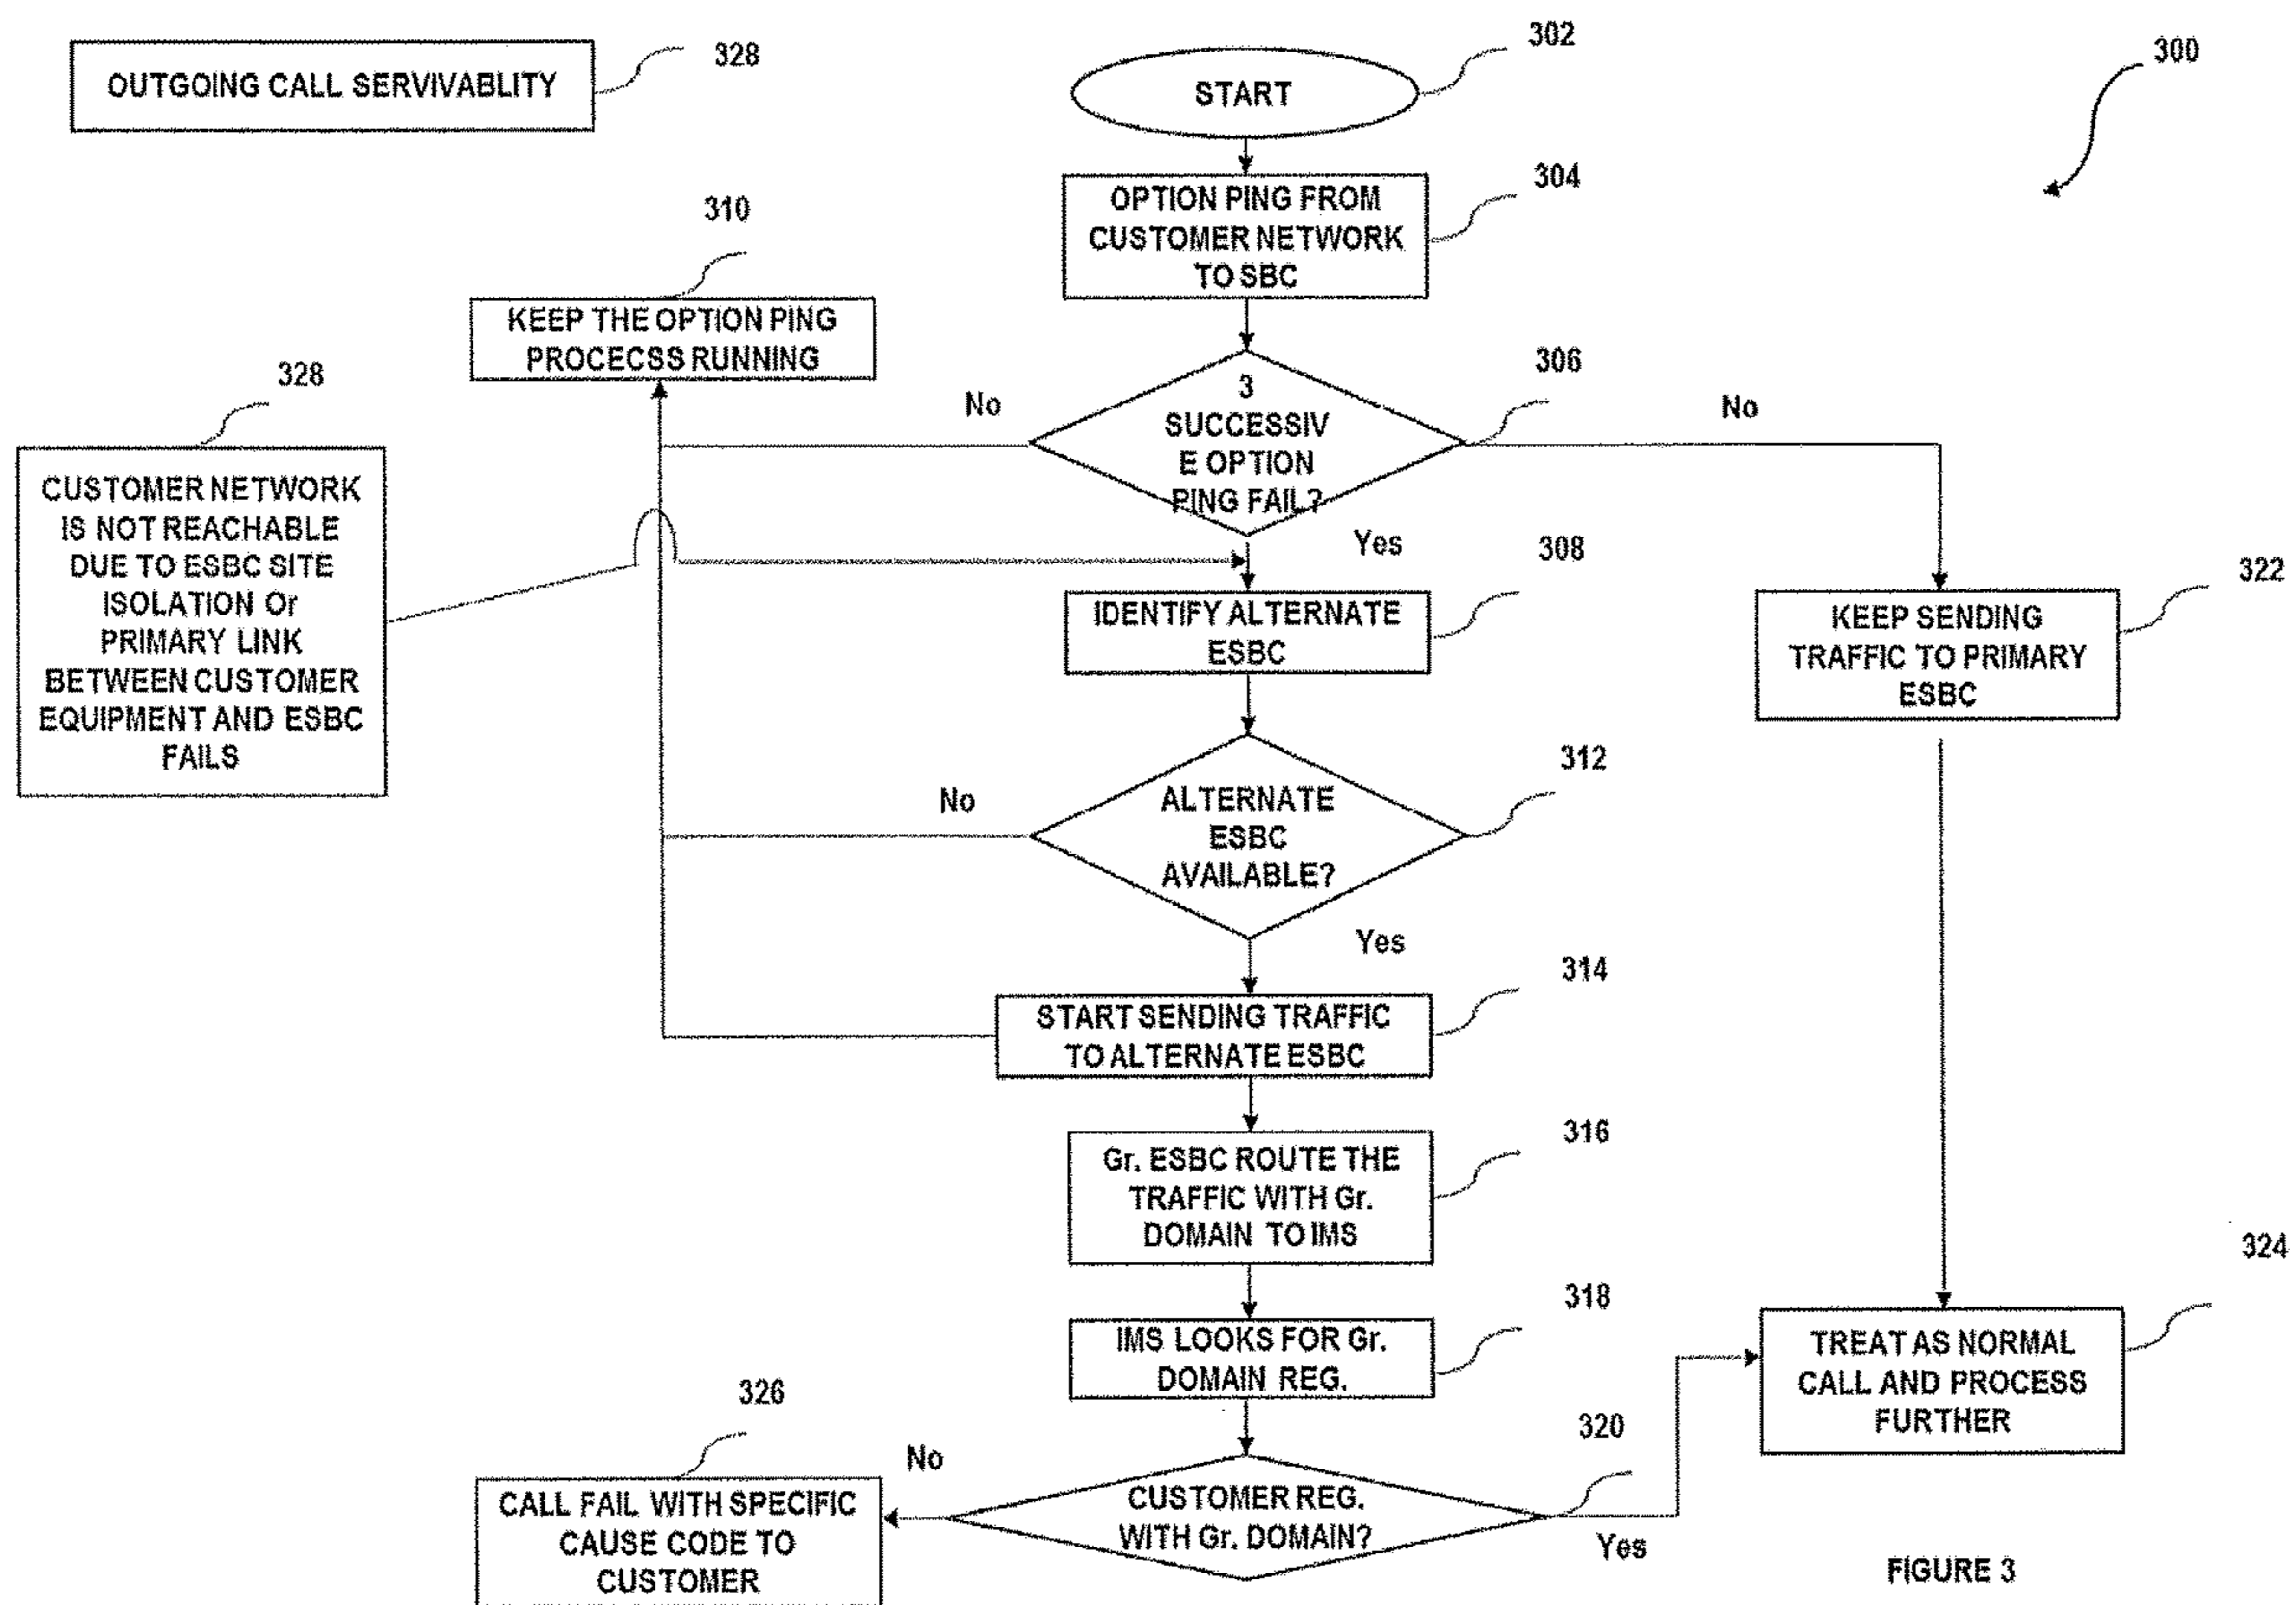 OUTGOING CALL SERVIVABLITY
328
START
302
300
OPTION PING FROM
CUSTOMER NETWORK
TO SBC
304
310
KEEP THE OPTION PING
PROCECSS RUNNING
328
CUSTOMER NETWORK
IS NOT REACHABLE
DUE TO ESBC SITE
ISOLATION Or
PRIMARY LINK
BETWEEN CUSTOMER
EQUIPMENT AND ESBC
FAILS
No
3
SUCCESSIV
E OPTION
PING FAIL?
306
No
Yes
308
IDENTIFY ALTERNATE
ESBC
322
KEEP SENDING
TRAFFIC TO PRIMARY
ESBC
No
ALTERNATE
ESBC
AVAILABLE?
312
Yes
314
START SENDING TRAFFIC
TO ALTERNATE ESBC
316
Gr. ESBC ROUTE THE
TRAFFIC WITH Gr.
DOMAIN TO IMS
318
IMS LOOKS FOR Gr.
DOMAIN REG.
324
TREAT AS NORMAL
CALL AND PROCESS
FURTHER
326
No
320
CUSTOMER REG.
WITH Gr. DOMAIN?
Yes
CALL FAIL WITH SPECIFIC
CAUSE CODE TO
CUSTOMER
FIGURE 3